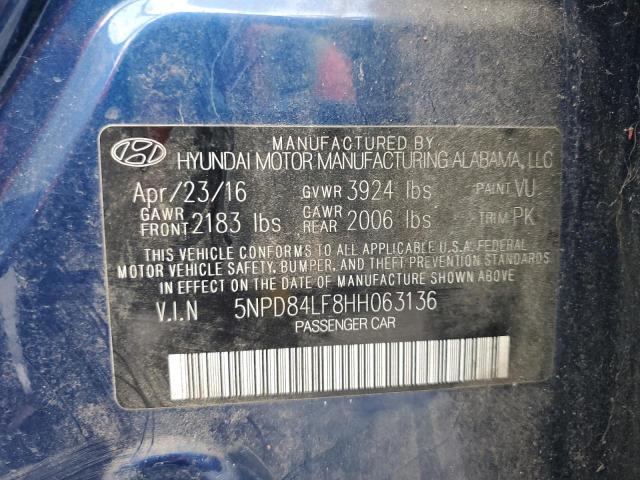 MANUFACTURED BY
HYUNDAI MOTOR MANUFACTURING ALABAMA, LLC
Apr/23/16 GVWR 3924 lbs PAINT VU
GAWR FRONT 2183 lbs GAWR REAR 2006 lbs TRIM PK
THIS VEHICLE CONFORMS TO ALL APPLICABLE U.S.A. FEDERAL
MOTOR VEHICLE SAFETY, BUMPER, AND THEFT PREVENTION STANDARDS
IN EFFECT ON THE DATE OF MANUFACTURE SHOWN ABOVE.
V.I.N 5NPD84LF8HH063136
PASSENGER CAR